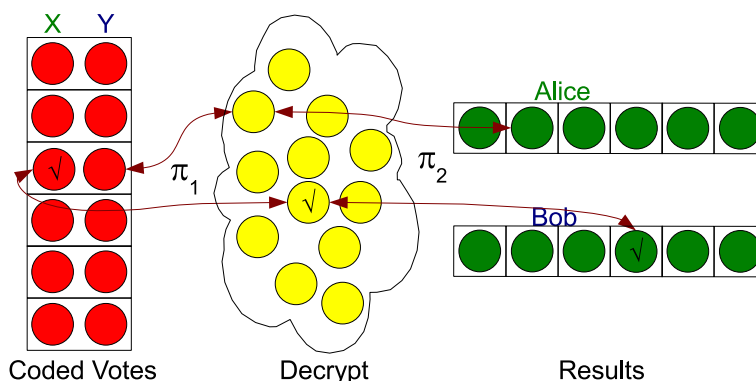 X Y
Alice
√
π1
π2
√
Bob
√
Coded Votes
Decrypt
Results